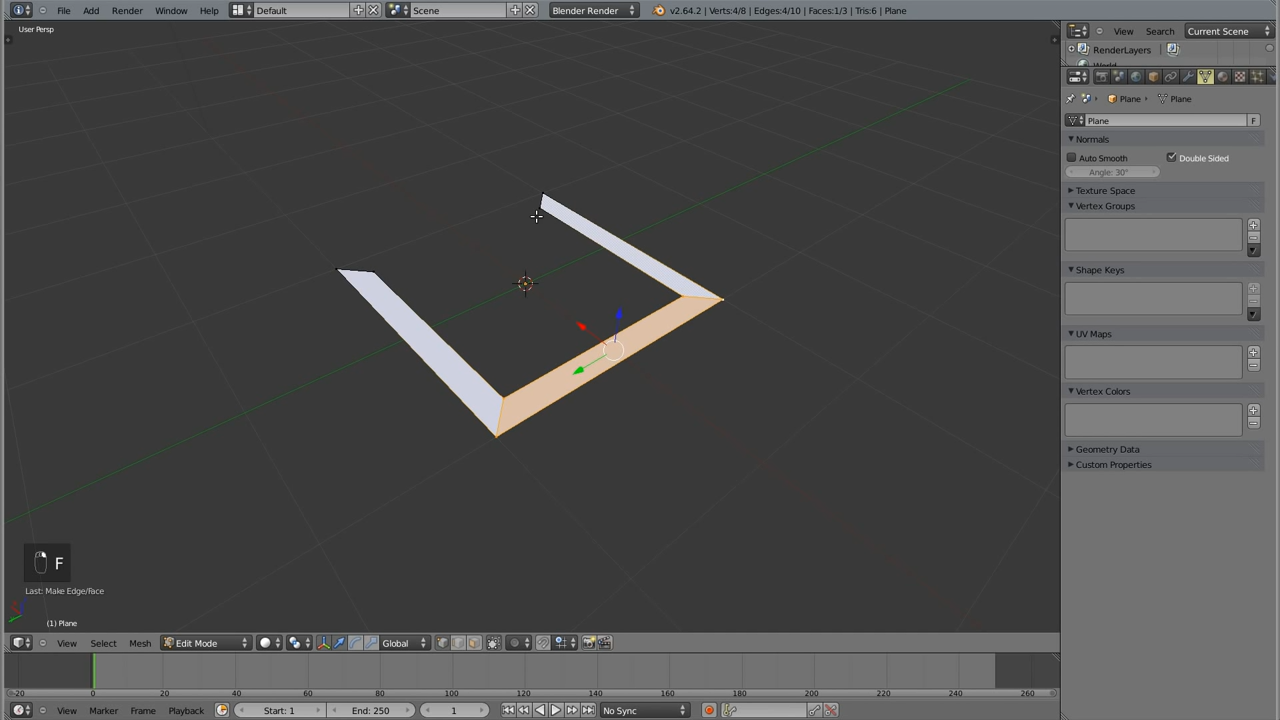 File Add Render Window Help Default Scene Blender Render v2.64.2 | Verts:4/8 | Edges:4/10 | Faces:1/3 | Tris:6 | Plane
User Persp
View Search Current Scene
RenderLayers
Plane Plane
Plane F
Normals
Auto Smooth Double Sided
Angle: 30°
Texture Space
Vertex Groups
Shape Keys
UV Maps
Vertex Colors
Geometry Data
Custom Properties
F
Last: Make Edge/Face
(1) Plane
View Select Mesh Edit Mode Global
-20 0 20 40 60 80 100 120 140 160 180 200 220 240 260
View Marker Frame Playback Start: 1 End: 250 1 No Sync